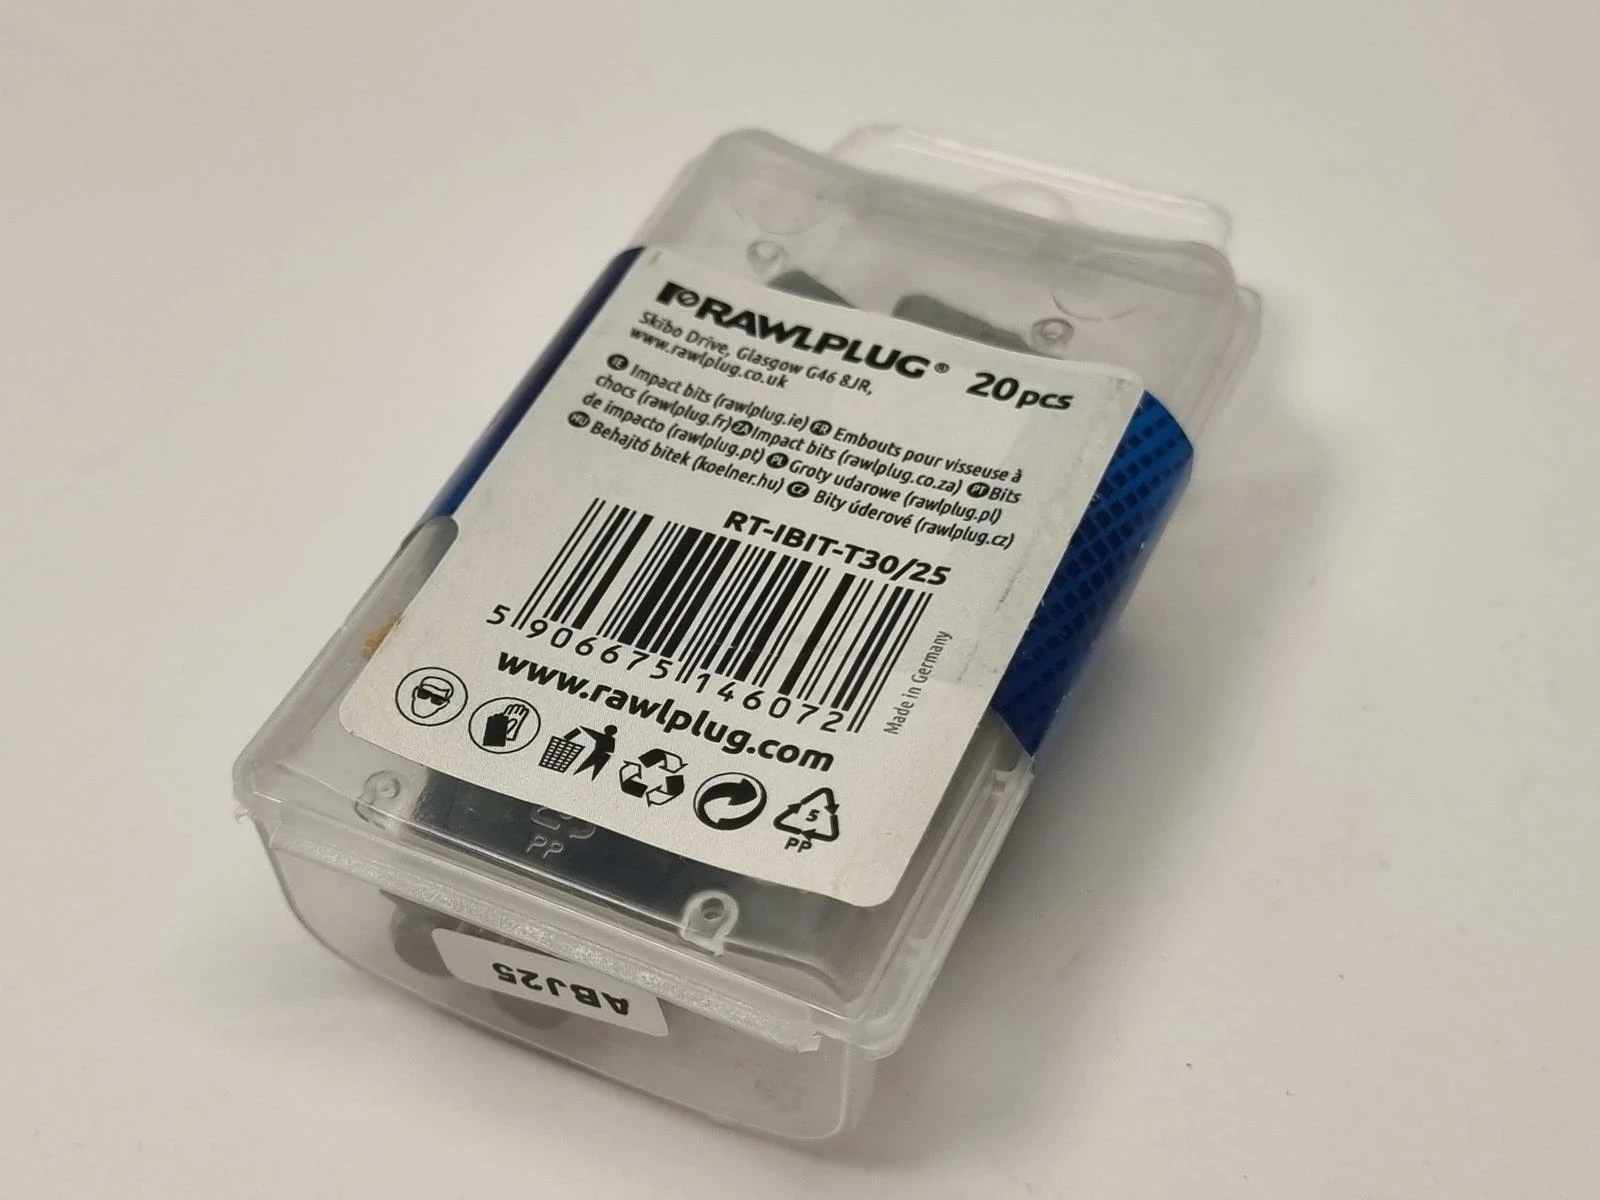 RAWLPLUG® 20pcs
Skibo Drive, Glasgow G46 8JR,
www.rawlplug.co.uk
IE Impact bits (rawlplug.ie) FR Embouts pour visseuse à
chocs (rawlplug.fr) ZA Impact bits (rawlplug.co.za) PT Bits
de impacto (rawlplug.pt) PL Groty udarowe (rawlplug.pl)
HU Behajtó bitek (koelner.hu) CZ Bity úderové (rawlplug.cz)
RT-IBIT-T30/25
5 906675 146072
Made in Germany
www.rawlplug.com
5
PP
PP
ABJ25